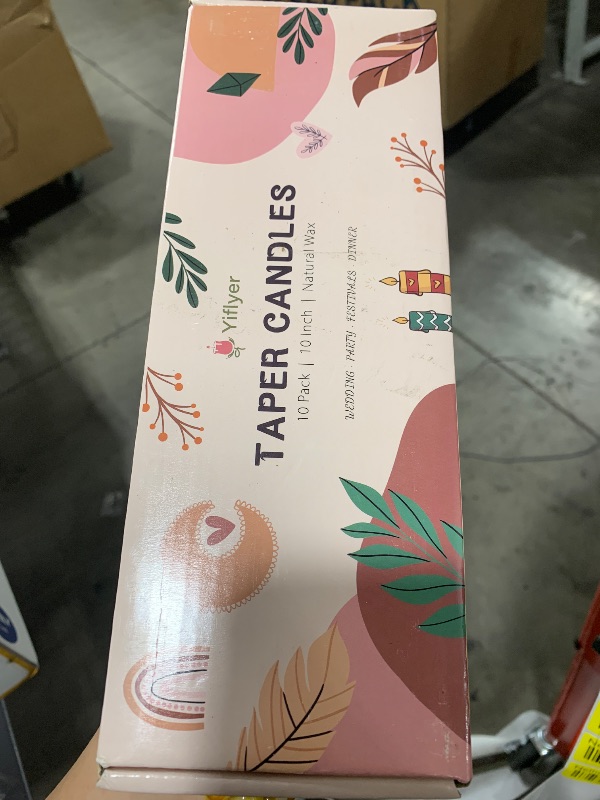 Yiflyer
TAPER CANDLES
10 Pack | 10 Inch | Natural Wax
WEDDING · PARTY · FESTIVALS · DINNER